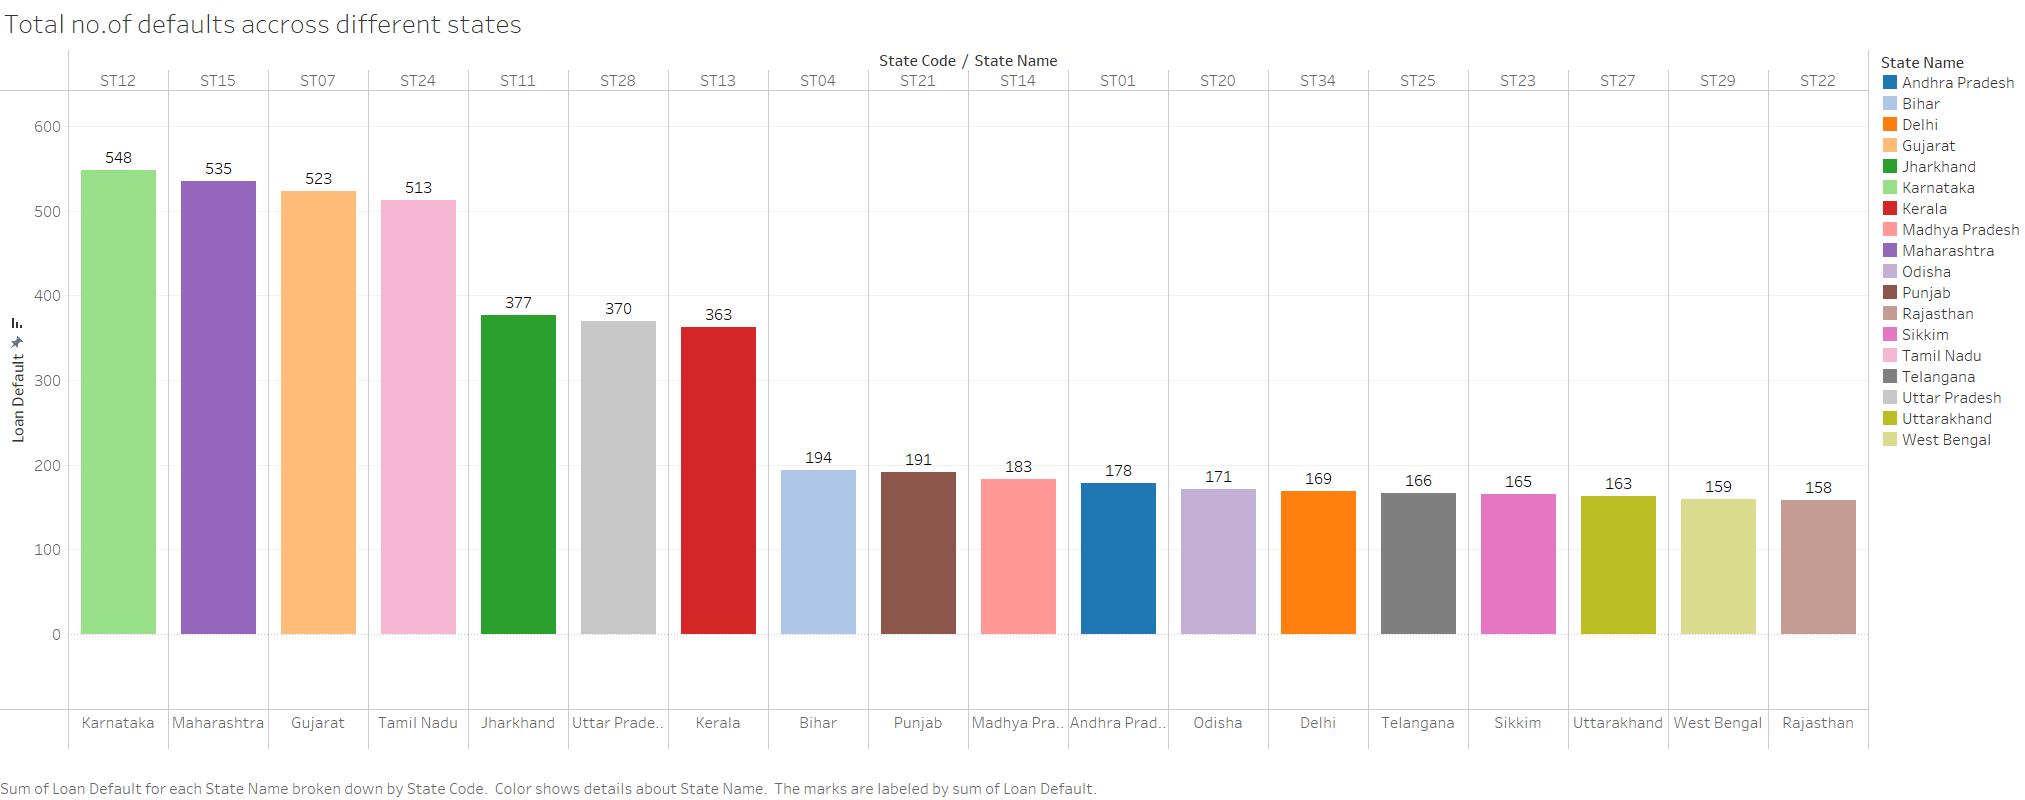 Total no.of defaults accross different states
State Code / State Name
ST12 ST15 ST07 ST24 ST11 ST28 ST13 ST04 ST21 ST14 ST01 ST20 ST34 ST25 ST23 ST27 ST29 ST22
600
500
400
300
200
100
0
Loan Default
548 535 523 513 377 370 363 194 191 183 178 171 169 166 165 163 159 158
Karnataka Maharashtra Gujarat Tamil Nadu Jharkhand Uttar Prade.. Kerala Bihar Punjab Madhya Pra.. Andhra Prad.. Odisha Delhi Telangana Sikkim Uttarakhand West Bengal Rajasthan
State Name
Andhra Pradesh
Bihar
Delhi
Gujarat
Jharkhand
Karnataka
Kerala
Madhya Pradesh
Maharashtra
Odisha
Punjab
Rajasthan
Sikkim
Tamil Nadu
Telangana
Uttar Pradesh
Uttarakhand
West Bengal
Sum of Loan Default for each State Name broken down by State Code.  Color shows details about State Name.  The marks are labeled by sum of Loan Default.